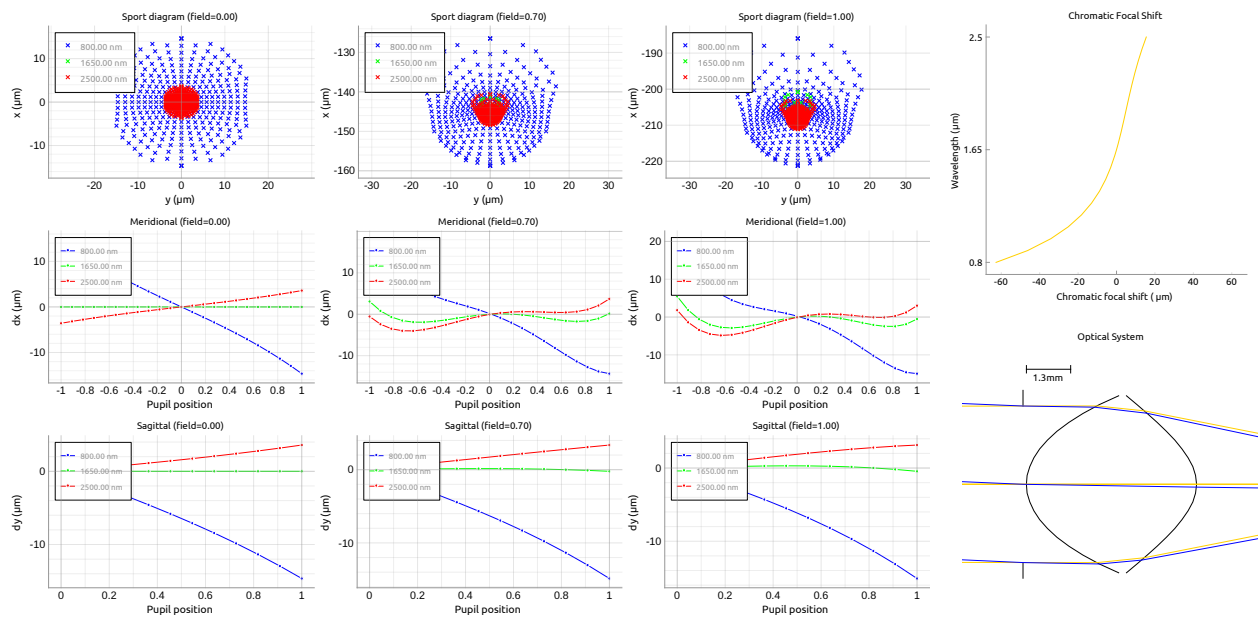 Sport diagram (field=0.00)
800.00 nm
1650.00 nm
2500.00 nm
x (μm)
10
0
-10
-20
-10
0
10
20
y (μm)
Sport diagram (field=0.70)
800.00 nm
1650.00 nm
2500.00 nm
x (μm)
-130
-140
-150
-160
-30
-20
-10
0
10
20
30
y (μm)
Sport diagram (field=1.00)
800.00 nm
1650.00 nm
2500.00 nm
x (μm)
-190
-200
-210
-220
-30
-20
-10
0
10
20
30
y (μm)
Chromatic Focal Shift
Wavelength (μm)
2.5
1.65
0.8
-60
-40
-20
0
20
40
60
Chromatic focal shift ( μm)
Meridional (field=0.00)
800.00 nm
1650.00 nm
2500.00 nm
dx (μm)
10
0
-10
-1
-0.8
-0.6
-0.4
-0.2
0
0.2
0.4
0.6
0.8
1
Pupil position
Meridional (field=0.70)
800.00 nm
1650.00 nm
2500.00 nm
dx (μm)
10
0
-10
-1
-0.8
-0.6
-0.4
-0.2
0
0.2
0.4
0.6
0.8
1
Pupil position
Meridional (field=1.00)
800.00 nm
1650.00 nm
2500.00 nm
dx (μm)
20
10
0
-10
-1
-0.8
-0.6
-0.4
-0.2
0
0.2
0.4
0.6
0.8
1
Pupil position
Optical System
1.3mm
Sagittal (field=0.00)
800.00 nm
1650.00 nm
2500.00 nm
dy (μm)
0
-10
0
0.2
0.4
0.6
0.8
1
Pupil position
Sagittal (field=0.70)
800.00 nm
1650.00 nm
2500.00 nm
dy (μm)
0
-10
0
0.2
0.4
0.6
0.8
1
Pupil position
Sagittal (field=1.00)
800.00 nm
1650.00 nm
2500.00 nm
dy (μm)
0
-10
0
0.2
0.4
0.6
0.8
1
Pupil position